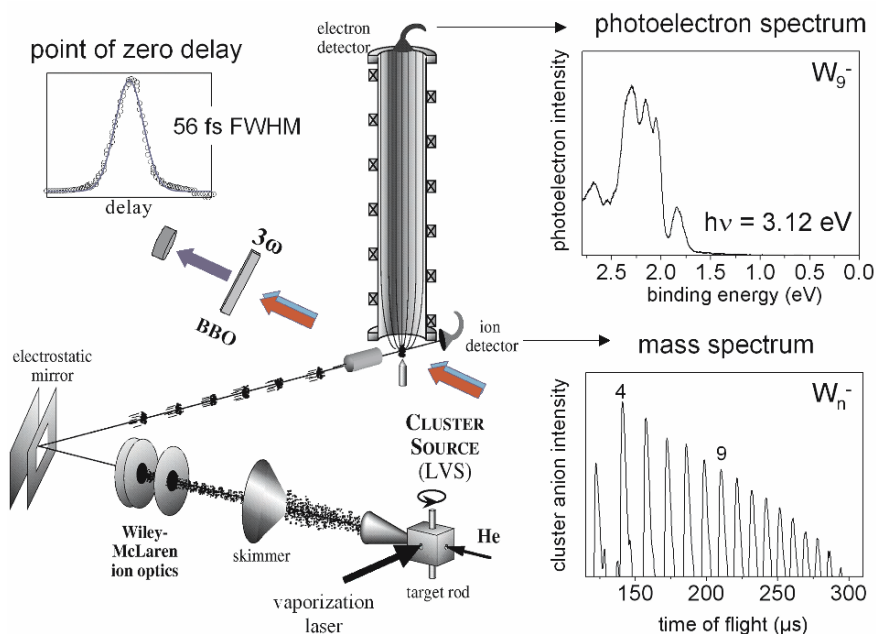 point of zero delay
56 fs FWHM
delay
3ω
BBO
electron
detector
photoelectron spectrum
W9-
photoelectron intensity
hν = 3.12 eV
2.5 2.0 1.5 1.0 0.5 0.0
binding energy (eV)
ion
detector
mass spectrum
Wn-
4
9
cluster anion intensity
150 200 250 300
time of flight (µs)
electrostatic
mirror
CLUSTER
SOURCE
(LVS)
Wiley-
McLaren
ion optics
skimmer
He
vaporization
laser
target rod